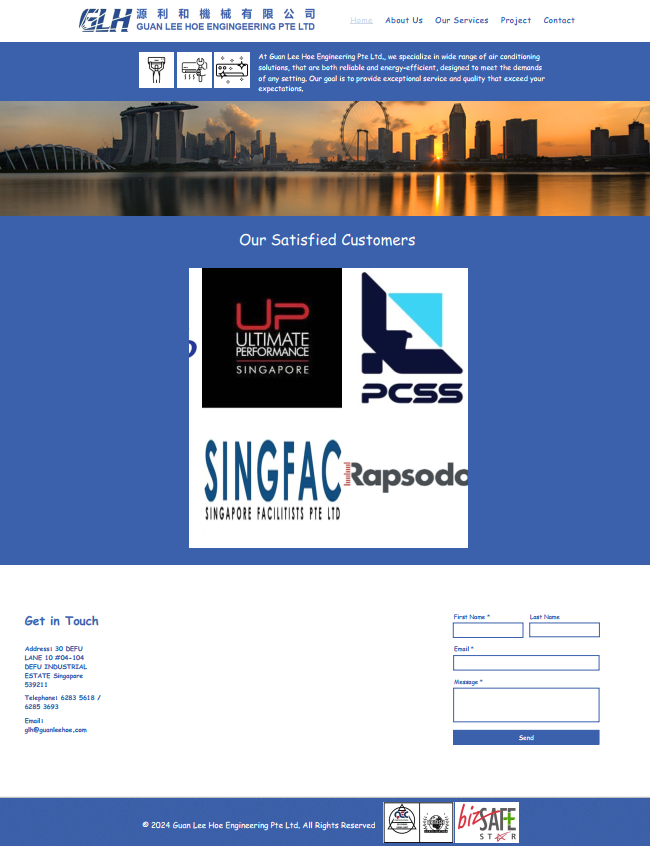 GLH 源利和機械有限公司
GUAN LEE HOE ENGINGEERING PTE LTD
Home About Us Our Services Project Contact
At Guan Lee Hoe Engineering Pte Ltd., we specialize in wide range of air conditioning
solutions, that are both reliable and energy-efficient, designed to meet the demands
of any setting. Our goal is to provide exceptional service and quality that exceed your
expectations.
Our Satisfied Customers
UP
ULTIMATE
PERFORMANCE
SINGAPORE
PCSS
SINGFAC
SINGAPORE FACILITISTS PTE LTD
Rapsodo
Get in Touch
Address: 30 DEFU
LANE 10 #04-104
DEFU INDUSTRIAL
ESTATE Singapore
539211
Telephone: 6283 5618 /
6285 3693
Email:
glh@guanleehoe.com
First Name * Last Name
Email *
Message *
Send
© 2024 Guan Lee Hoe Engineering Pte Ltd. All Rights Reserved
bizSAFE
STAR